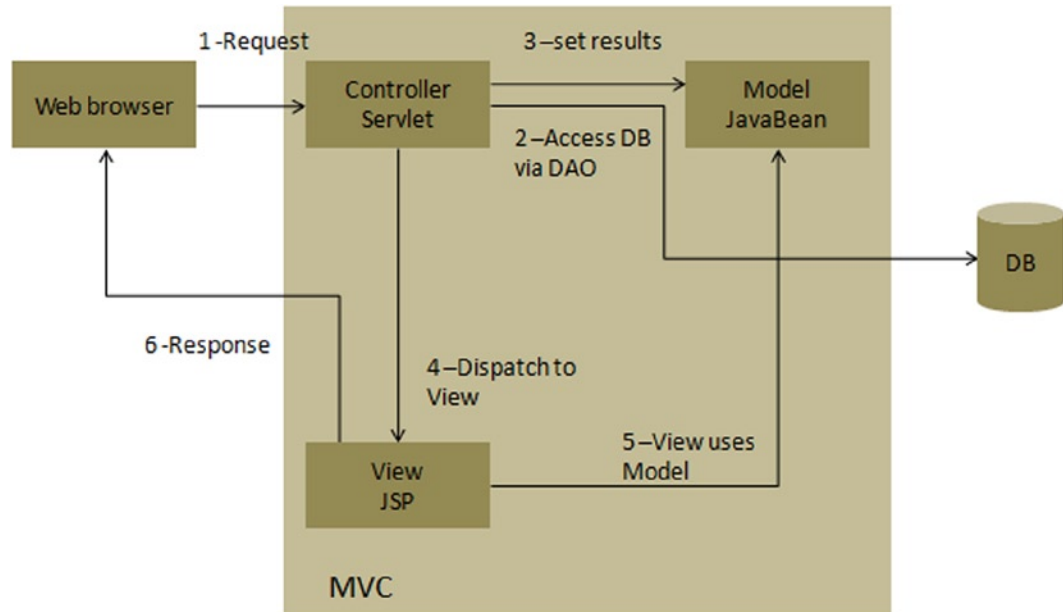 1 -Request
3 –set results
Web browser
Controller
Servlet
Model
JavaBean
2 –Access DB
via DAO
DB
6 -Response
4 –Dispatch to
View
5 –View uses
Model
View
JSP
MVC